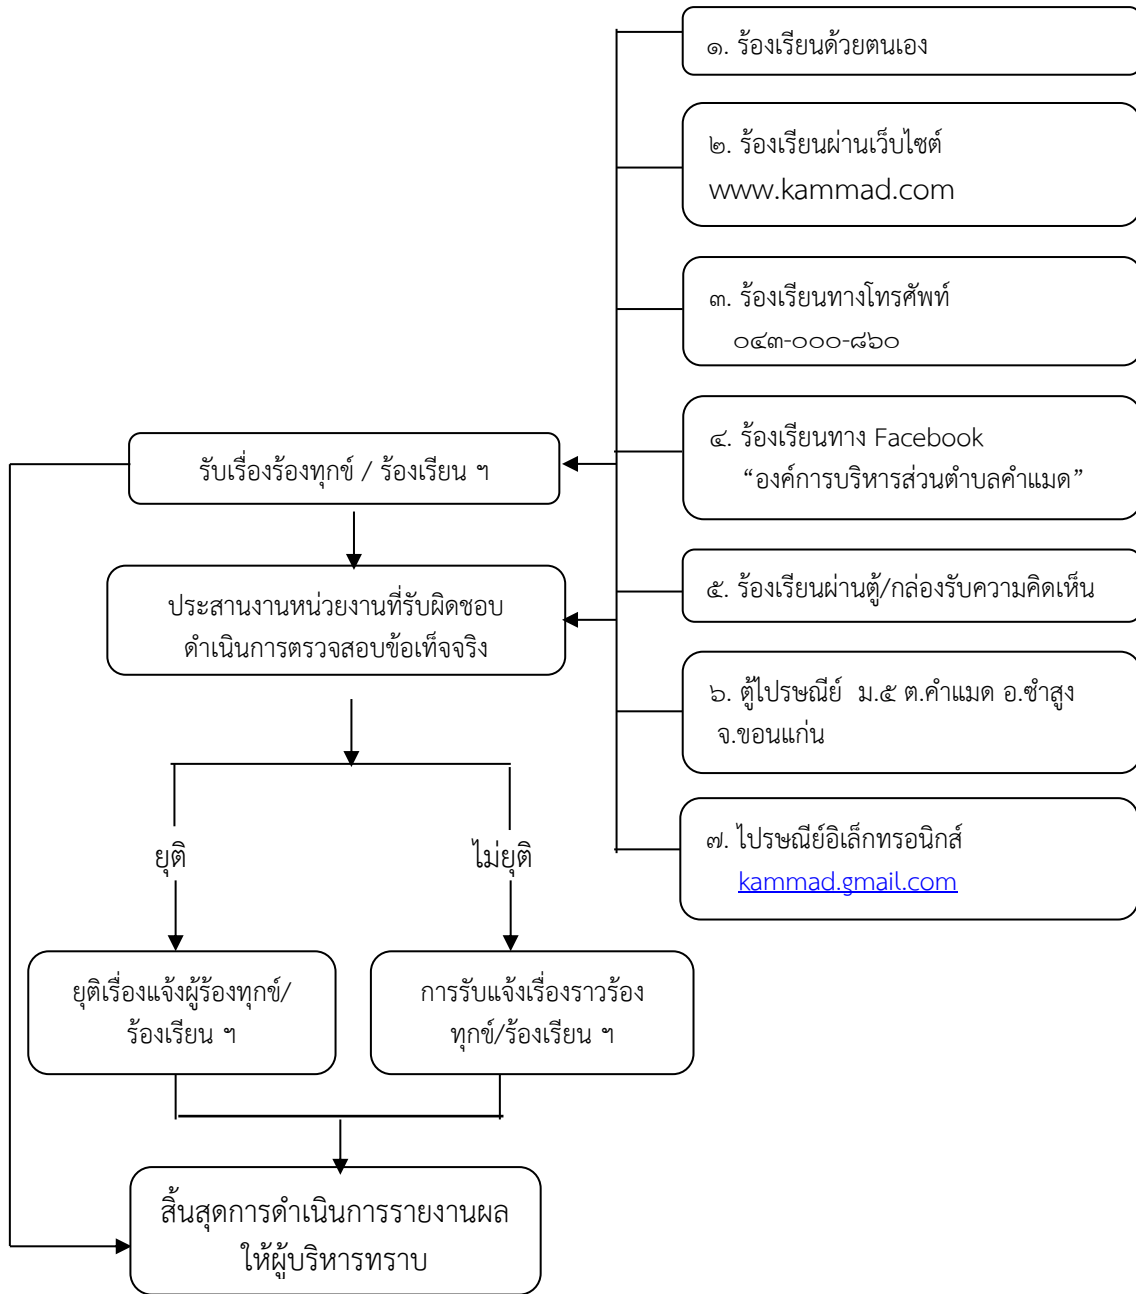 ๑. ร้องเรียนด้วยตนเอง
๒. ร้องเรียนผ่านเว็บไซต์
www.kammad.com
๓. ร้องเรียนทางโทรศัพท์
๐๔๓-๐๐๐-๘๖๐
๔. ร้องเรียนทาง Facebook
“องค์การบริหารส่วนตำบลคำแมด”
๕. ร้องเรียนผ่านตู้/กล่องรับความคิดเห็น
๖. ตู้ไปรษณีย์ ม.๕ ต.คำแมด อ.ซำสูง
จ.ขอนแก่น
๗. ไปรษณีย์อิเล็กทรอนิกส์
kammad.gmail.com
รับเรื่องร้องทุกข์ / ร้องเรียน ฯ
ประสานงานหน่วยงานที่รับผิดชอบ
ดำเนินการตรวจสอบข้อเท็จจริง
ยุติ
ไม่ยุติ
ยุติเรื่องแจ้งผู้ร้องทุกข์/
ร้องเรียน ฯ
การรับแจ้งเรื่องราวร้อง
ทุกข์/ร้องเรียน ฯ
สิ้นสุดการดำเนินการรายงานผล
ให้ผู้บริหารทราบ